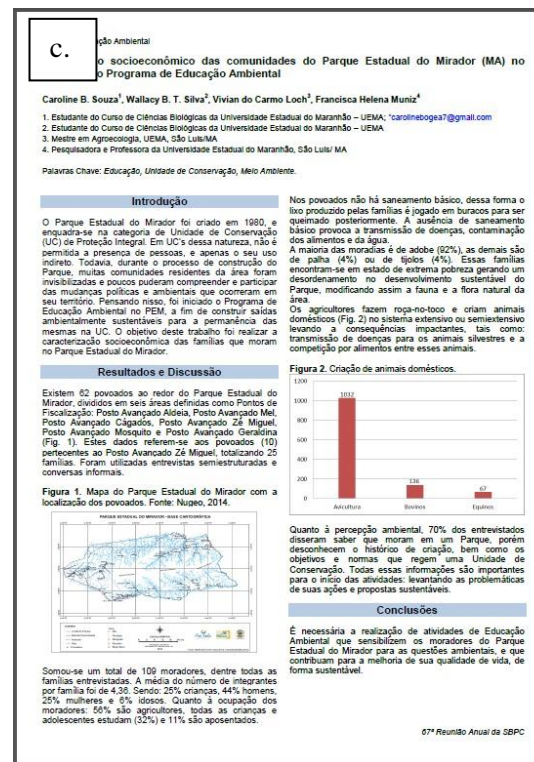 c.
ção Ambiental
o socioeconômico das comunidades do Parque Estadual do Mirador (MA) no
o Programa de Educação Ambiental
Caroline B. Souza¹, Wallacy B. T. Silva², Vivian do Carmo Loch³, Francisca Helena Muniz⁴
1. Estudante do Curso de Ciências Biológicas da Universidade Estadual do Maranhão – UEMA; *carolinebogea7@gmail.com
2. Estudante do Curso de Ciências Biológicas da Universidade Estadual do Maranhão – UEMA
3. Mestre em Agroecologia, UEMA, São Luis/MA
4. Pesquisadora e Professora da Universidade Estadual do Maranhão, São Luis/ MA
Palavras Chave: Educação, Unidade de Conservação, Meio Ambiente.
Introdução
O Parque Estadual do Mirador foi criado em 1980, e
enquadra-se na categoria de Unidade de Conservação
(UC) de Proteção Integral. Em UC's dessa natureza, não é
permitida a presença de pessoas, e apenas o seu uso
indireto. Todavia, durante o processo de construção do
Parque, muitas comunidades residentes da área foram
invisibilizadas e poucos puderam compreender e participar
das mudanças políticas e ambientais que ocorreram em
seu território. Pensando nisso, foi iniciado o Programa de
Educação Ambiental no PEM, a fim de construir saídas
ambientalmente sustentáveis para a permanência das
mesmas na UC. O objetivo deste trabalho foi realizar a
caracterização socioeconômica das famílias que moram
no Parque Estadual do Mirador.
Resultados e Discussão
Existem 62 povoados ao redor do Parque Estadual do
Mirador, divididos em seis áreas definidas como Pontos de
Fiscalização: Posto Avançado Aldeia, Posto Avançado Mel,
Posto Avançado Cágados, Posto Avançado Zé Miguel,
Posto Avançado Mosquito e Posto Avançado Geraldina
(Fig. 1). Estes dados referem-se aos povoados (10)
pertecentes ao Posto Avançado Zé Miguel, totalizando 25
famílias. Foram utilizadas entrevistas semiestruturadas e
conversas informais.
Figura 1. Mapa do Parque Estadual do Mirador com a
localização dos povoados. Fonte: Nugeo, 2014.
PARQUE ESTADUAL DO MIRADOR - BASE CARTOGRÁFICA
Somou-se um total de 109 moradores, dentre todas as
famílias entrevistadas. A média do número de integrantes
por família foi de 4,36. Sendo: 25% crianças, 44% homens,
25% mulheres e 6% idosos. Quanto à ocupação dos
moradores: 56% são agricultores, todas as crianças e
adolescentes estudam (32%) e 11% são aposentados.
Nos povoados não há saneamento básico, dessa forma o
lixo produzido pelas famílias é jogado em buracos para ser
queimado posteriormente. A ausência de saneamento
básico provoca a transmissão de doenças, contaminação
dos alimentos e da água.
A maioria das moradias é de adobe (92%), as demais são
de palha (4%) ou de tijolos (4%). Essas famílias
encontram-se em estado de extrema pobreza gerando um
desordenamento no desenvolvimento sustentável do
Parque, modificando assim a fauna e a flora natural da
área.
Os agricultores fazem roça-no-toco e criam animais
domésticos (Fig. 2) no sistema extensivo ou semiextensivo
levando a consequências impactantes, tais como:
transmissão de doenças para os animais silvestres e a
competição por alimentos entre esses animais.
Figura 2. Criação de animais domésticos.
1200
1000
800
600
400
200
0
1032
136
67
Avicultura Bovinos Equinos
Quanto à percepção ambiental, 70% dos entrevistados
disseram saber que moram em um Parque, porém
desconhecem o histórico de criação, bem como os
objetivos e normas que regem uma Unidade de
Conservação. Todas essas informações são importantes
para o início das atividades: levantando as problemáticas
de suas ações e propostas sustentáveis.
Conclusões
É necessária a realização de atividades de Educação
Ambiental que sensibilizem os moradores do Parque
Estadual do Mirador para as questões ambientais, e que
contribuam para a melhoria de sua qualidade de vida, de
forma sustentável.
67ª Reunião Anual da SBPC